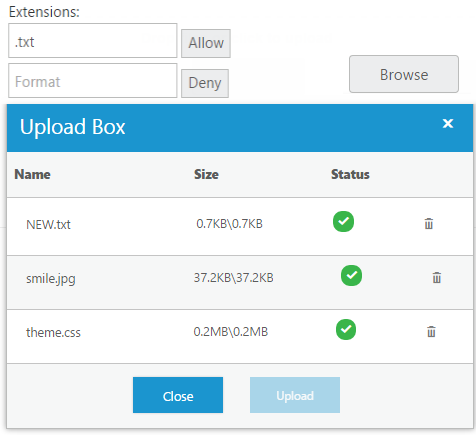 Extensions:
.txt Allow
Format Deny
Browse
Upload Box
Name Size Status
NEW.txt 0.7KB\0.7KB
smile.jpg 37.2KB\37.2KB
theme.css 0.2MB\0.2MB
Close Upload